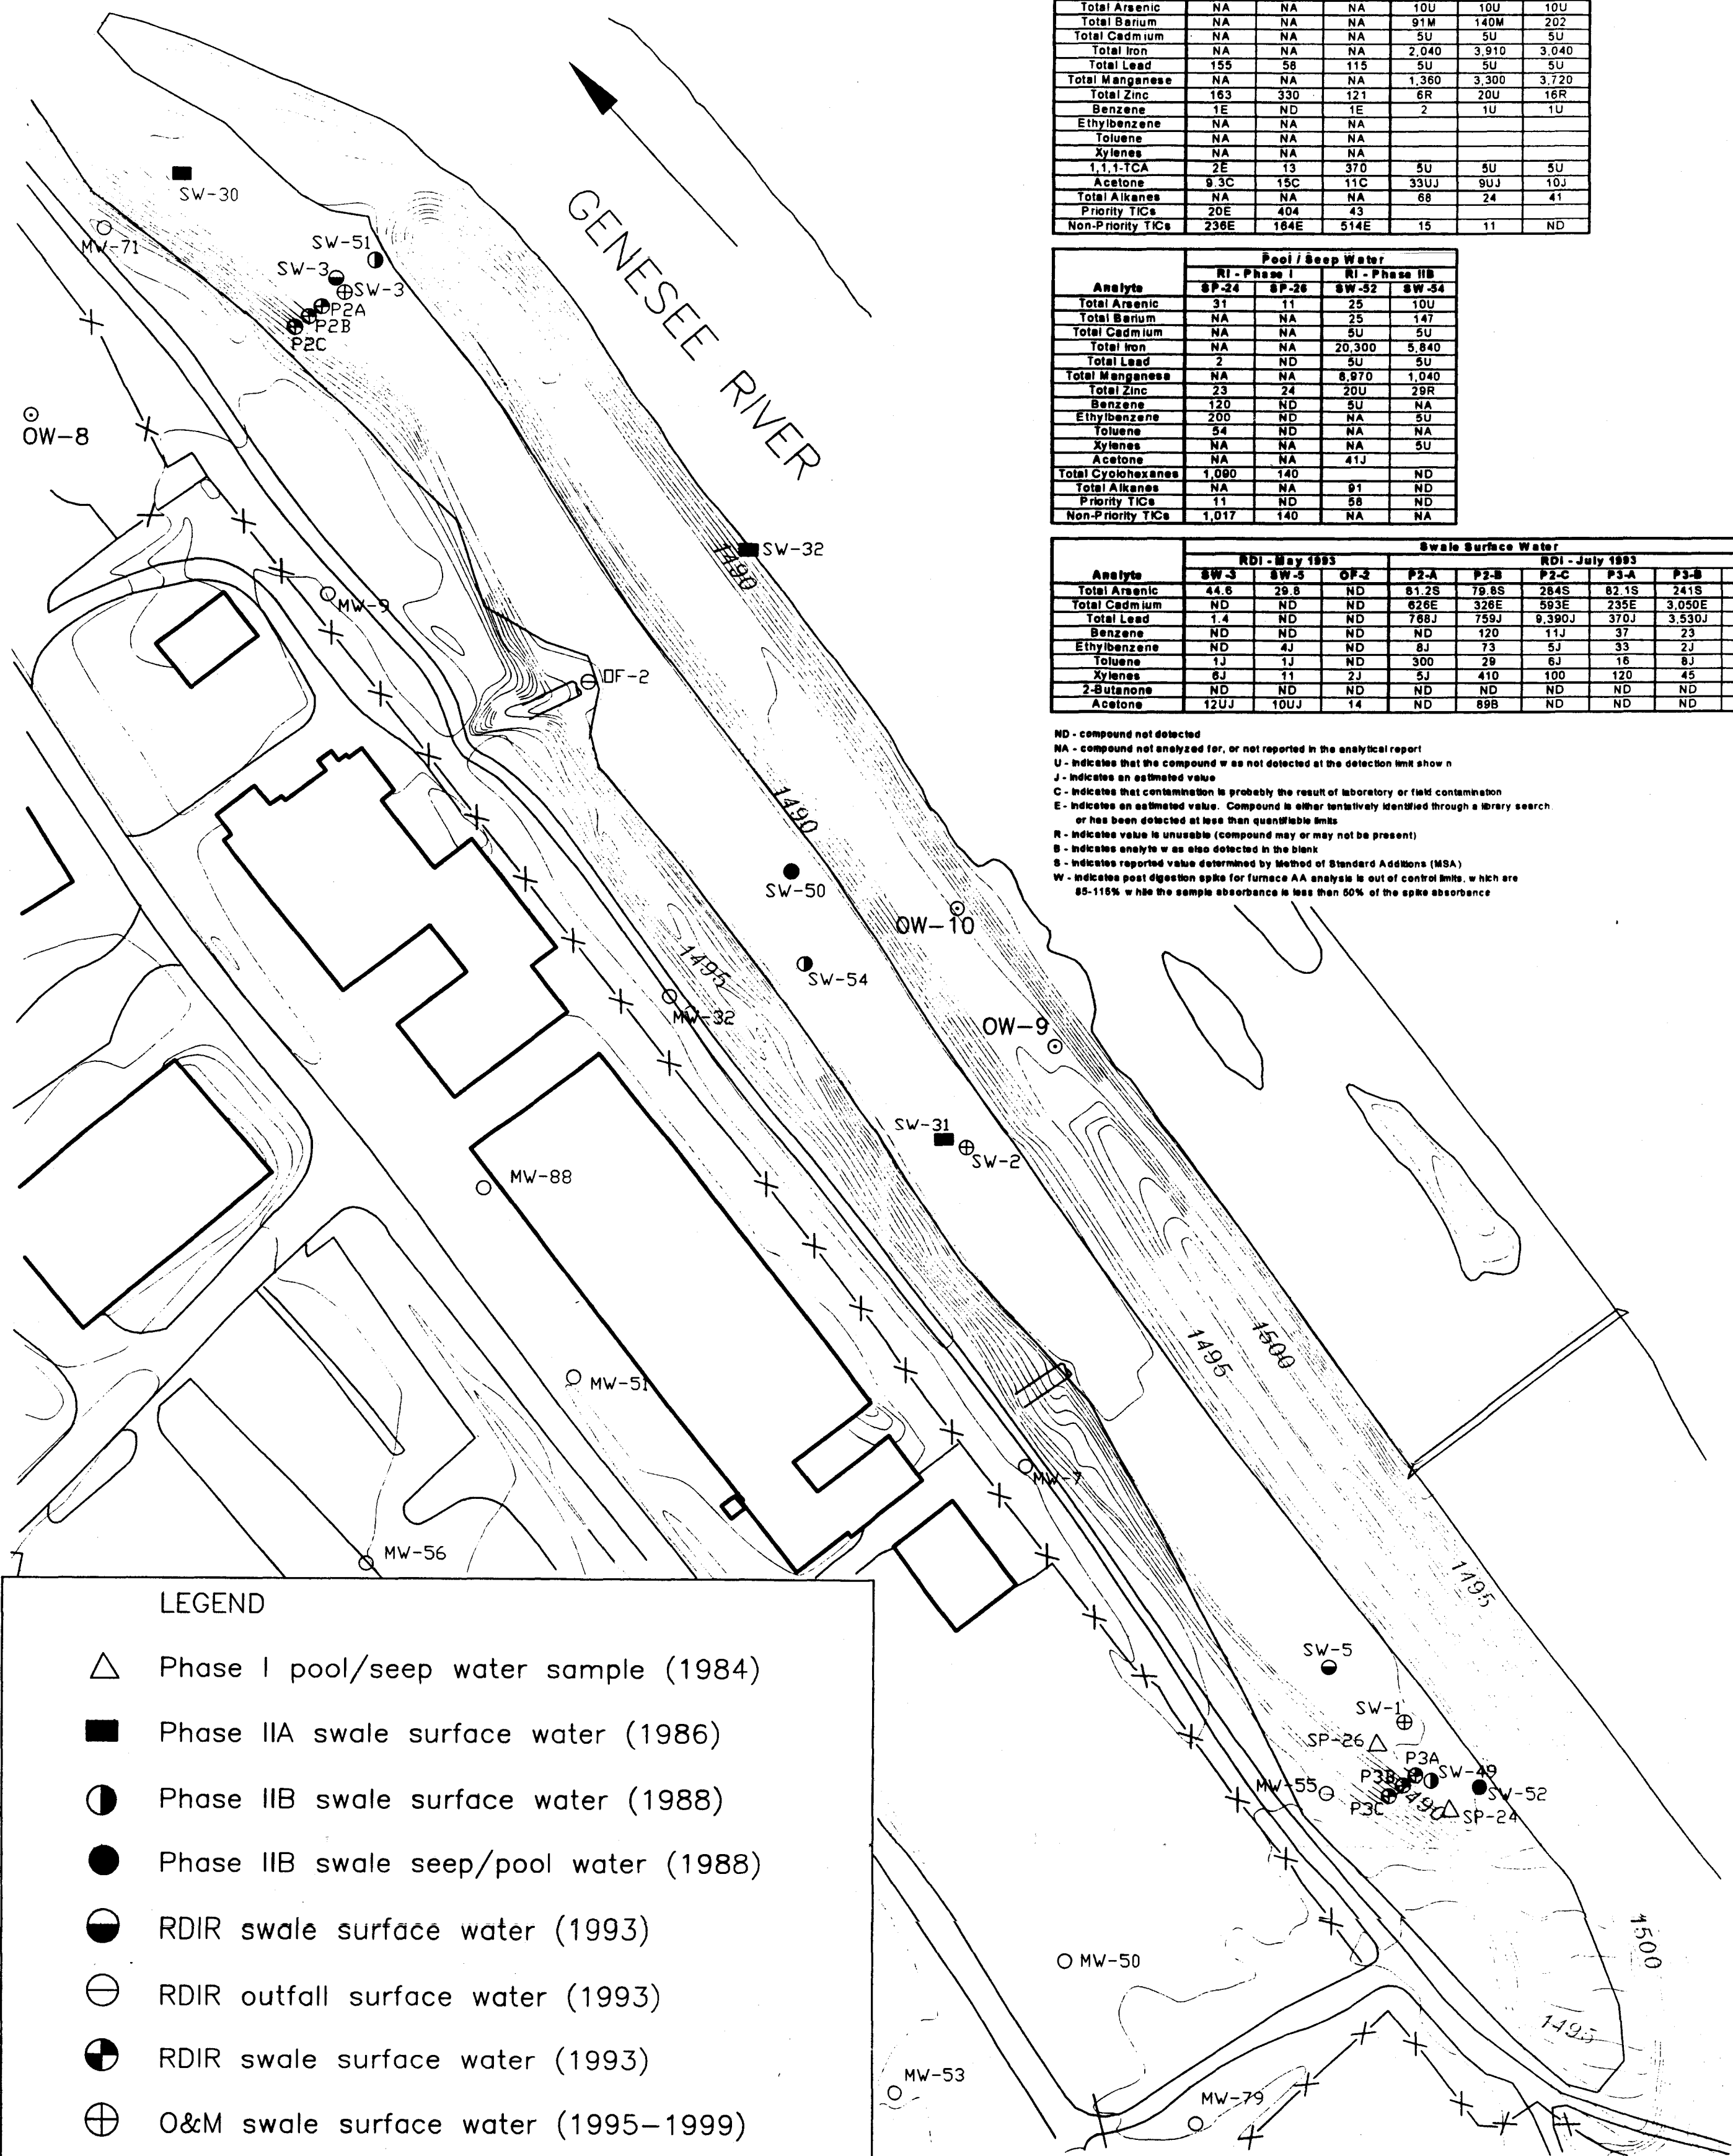 Total Arsenic NA NA NA 10U 10U 10U
Total Barium NA NA NA 91M 140M 202
Total Cadmium NA NA NA 5U 5U 5U
Total Iron NA NA NA 2,040 3,910 3,040
Total Lead 155 58 115 5U 5U 5U
Total Manganese NA NA NA 1,360 3,300 3,720
Total Zinc 163 330 121 6R 20U 16R
Benzene 1E ND 1E 2 1U 1U
Ethylbenzene NA NA NA
Toluene NA NA NA
Xylenes NA NA NA
1,1,1-TCA 2E 13 370 5U 5U 5U
Acetone 9.3C 15C 11C 33UJ 9UJ 10J
Total Alkanes NA NA NA 68 24 41
Priority TICs 20E 404 43
Non-Priority TICs 236E 164E 514E 15 11 ND
Pool / Seep Water
RI - Phase I RI - Phase IIB
Analyte SP-24 SP-26 SW-52 SW-54
Total Arsenic 31 11 25 10U
Total Barium NA NA 25 147
Total Cadmium NA NA 5U 5U
Total Iron NA NA 20,300 5,840
Total Lead 2 ND 5U 5U
Total Manganese NA NA 8,970 1,040
Total Zinc 23 24 20U 29R
Benzene 120 ND 5U NA
Ethylbenzene 200 ND NA 5U
Toluene 54 ND NA NA
Xylenes NA NA NA 5U
Acetone NA NA 41J
Total Cyclohexanes 1,090 140 ND
Total Alkanes NA NA 91 ND
Priority TICs 11 ND 58 ND
Non-Priority TICs 1,017 140 NA NA
Swale Surface Water
RDI - May 1993 RDI - July 1993
Analyte SW-3 SW-5 OF-2 P2-A P2-B P2-C P3-A P3-B
Total Arsenic 44.6 29.8 ND 81.2S 79.8S 284S 82.1S 241S
Total Cadmium ND ND ND 626E 326E 593E 235E 3,050E
Total Lead 1.4 ND ND 768J 759J 9,390J 370J 3,530J
Benzene ND ND ND ND 120 11J 37 23
Ethylbenzene ND 4J ND 8J 73 5J 33 2J
Toluene 1J 1J ND 300 29 6J 16 8J
Xylenes 6J 11 2J 5J 410 100 120 45
2-Butanone ND ND ND ND ND ND ND ND
Acetone 12UJ 10UJ 14 ND 89B ND ND ND
ND - compound not detected
NA - compound not analyzed for, or not reported in the analytical report
U - indicates that the compound was not detected at the detection limit shown
J - indicates an estimated value
C - indicates that contamination is probably the result of laboratory or field contamination
E - indicates an estimated value. Compound is either tentatively identified through a library search
or has been detected at less than quantifiable limits
R - indicates value is unusable (compound may or may not be present)
B - indicates analyte was also detected in the blank
S - indicates reported value determined by Method of Standard Additions (MSA)
W - indicates post digestion spike for furnace AA analysis is out of control limits, which are
85-115% while the sample absorbance is less than 50% of the spike absorbance
GENESEE RIVER
SW-30
MW-71
SW-51
SW-3
SW-3
P2A
P2B
P2C
OW-8
SW-32
1490
MW-9
OF-2
1490
SW-50
OW-10
1495
SW-54
MW-32
OW-9
SW-31
SW-2
MW-88
1495
1500
MW-51
MW-7
MW-56
1495
SW-5
SW-1
SP-26
P3A
P3B
SW-49
MW-55
SW-52
P3C
1490
SP-24
1500
MW-50
1495
MW-53
MW-79
LEGEND
Phase I pool/seep water sample (1984)
Phase IIA swale surface water (1986)
Phase IIB swale surface water (1988)
Phase IIB swale seep/pool water (1988)
RDIR swale surface water (1993)
RDIR outfall surface water (1993)
RDIR swale surface water (1993)
O&M swale surface water (1995-1999)